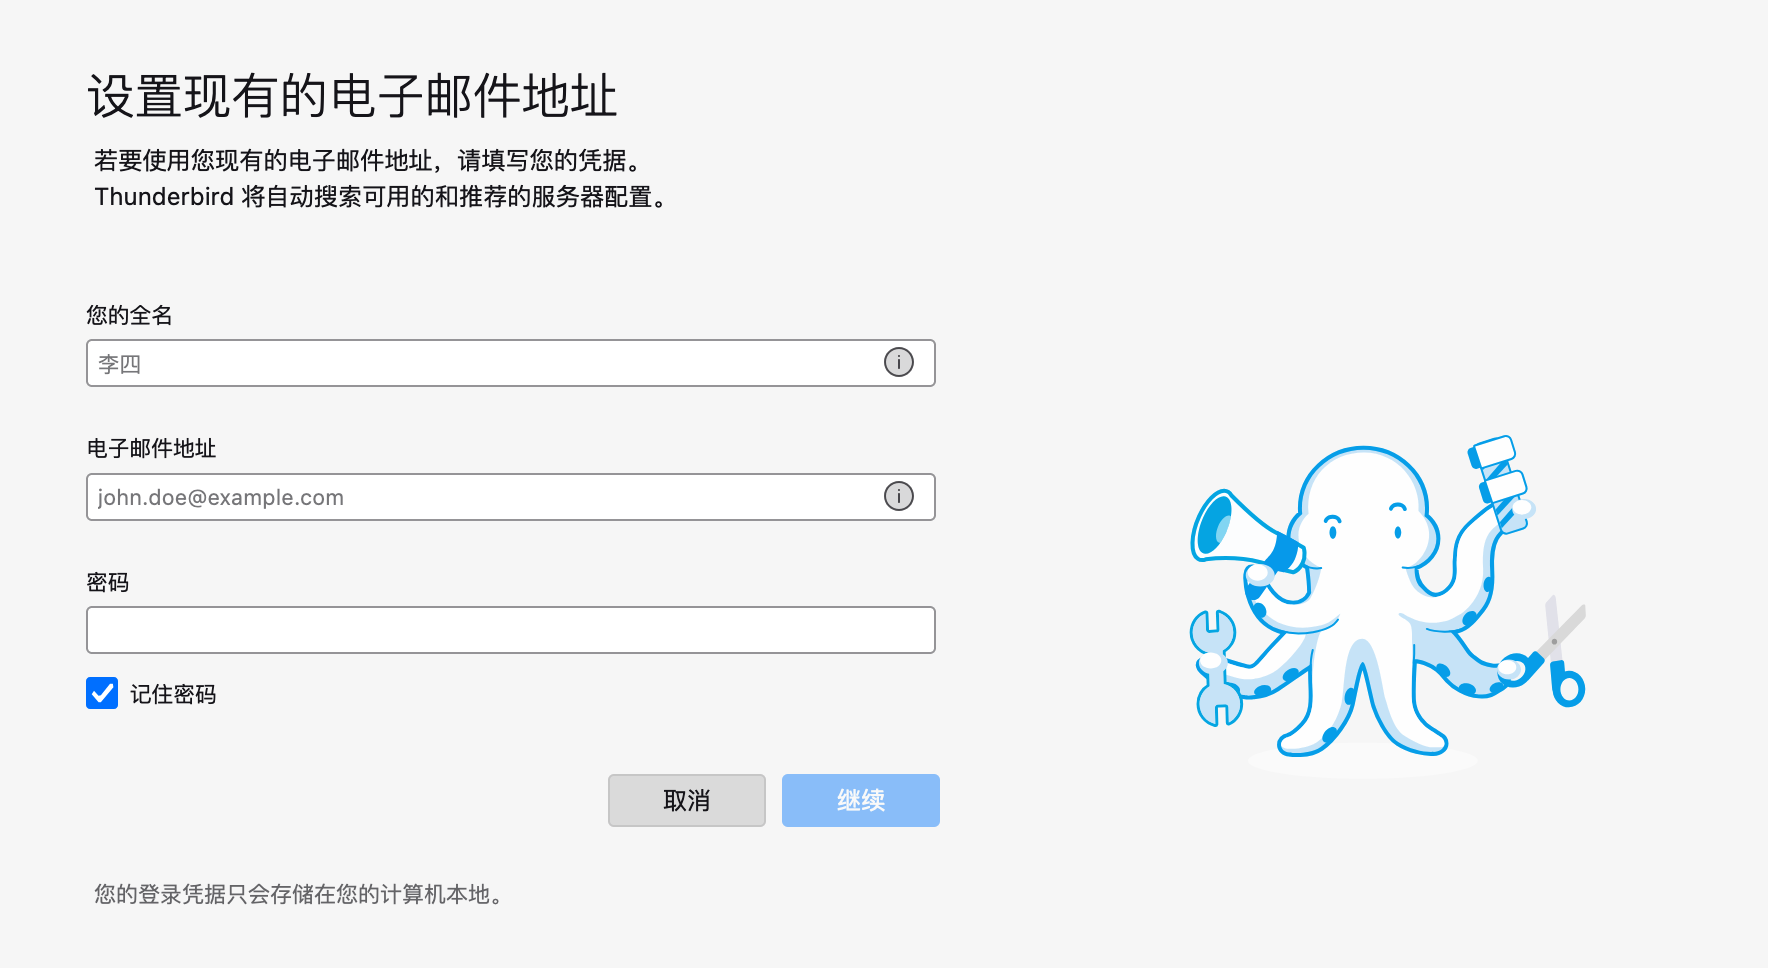 设置现有的电子邮件地址
若要使用您现有的电子邮件地址，请填写您的凭据。
Thunderbird 将自动搜索可用的和推荐的服务器配置。
您的全名
李四
电子邮件地址
john.doe@example.com
密码
记住密码
取消
继续
您的登录凭据只会存储在您的计算机本地。